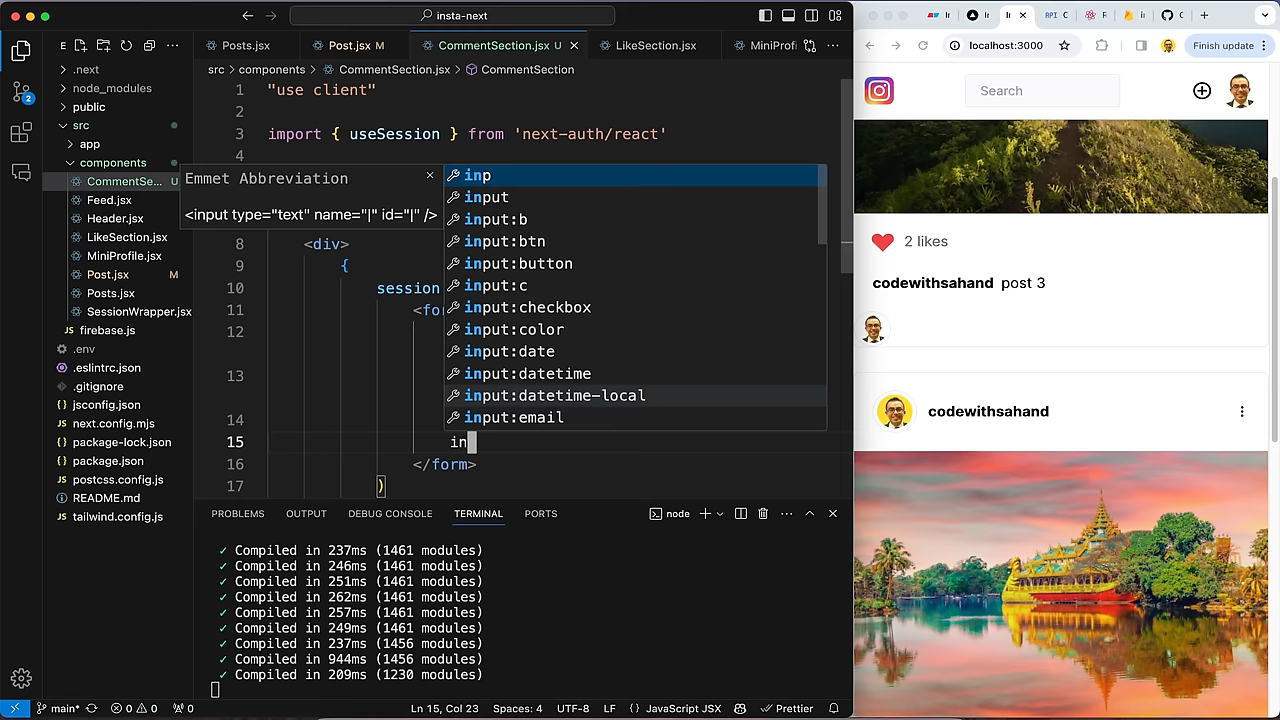 insta-next
Posts.jsx
Post.jsx M
CommentSection.jsx U
LikeSection.jsx
MiniProfi
src > components > CommentSection.jsx > CommentSection
E
.next
node_modules
public
src
app
components
CommentSe... U
Feed.jsx
Header.jsx
LikeSection.jsx
MiniProfile.jsx
Post.jsx M
Posts.jsx
SessionWrapper.jsx
JS firebase.js
.env
.eslintrc.json
.gitignore
{} jsconfig.json
JS next.config.mjs
{} package-lock.json
{} package.json
JS postcss.config.js
README.md
JS tailwind.config.js
2
1 "use client"
2
3 import { useSession } from 'next-auth/react'
4
8 <div>
9 {
10 session
11 <for
12
13
14
15 in
16 </form>
17 )
Emmet Abbreviation
<input type="text" name="|" id="|" />
inp
input
input:b
input:btn
input:button
input:c
input:checkbox
input:color
input:date
input:datetime
input:datetime-local
input:email
PROBLEMS
OUTPUT
DEBUG CONSOLE
TERMINAL
PORTS
node
✓ Compiled in 237ms (1461 modules)
✓ Compiled in 246ms (1461 modules)
✓ Compiled in 251ms (1461 modules)
✓ Compiled in 262ms (1461 modules)
✓ Compiled in 257ms (1461 modules)
✓ Compiled in 249ms (1461 modules)
✓ Compiled in 237ms (1456 modules)
✓ Compiled in 944ms (1456 modules)
✓ Compiled in 209ms (1230 modules)
main*
0 0
0
Ln 15, Col 23
Spaces: 4
UTF-8
LF
{} JavaScript JSX
Prettier
API C
localhost:3000
Finish update
Search
2 likes
codewithsahand post 3
codewithsahand